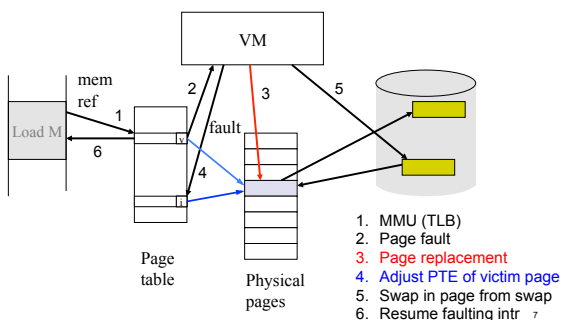 VM
mem
ref
1
2
3
5
Load M
6
v
fault
4
i
Page
table
Physical
pages
1. MMU (TLB)
2. Page fault
3. Page replacement
4. Adjust PTE of victim page
5. Swap in page from swap
6. Resume faulting intr 7